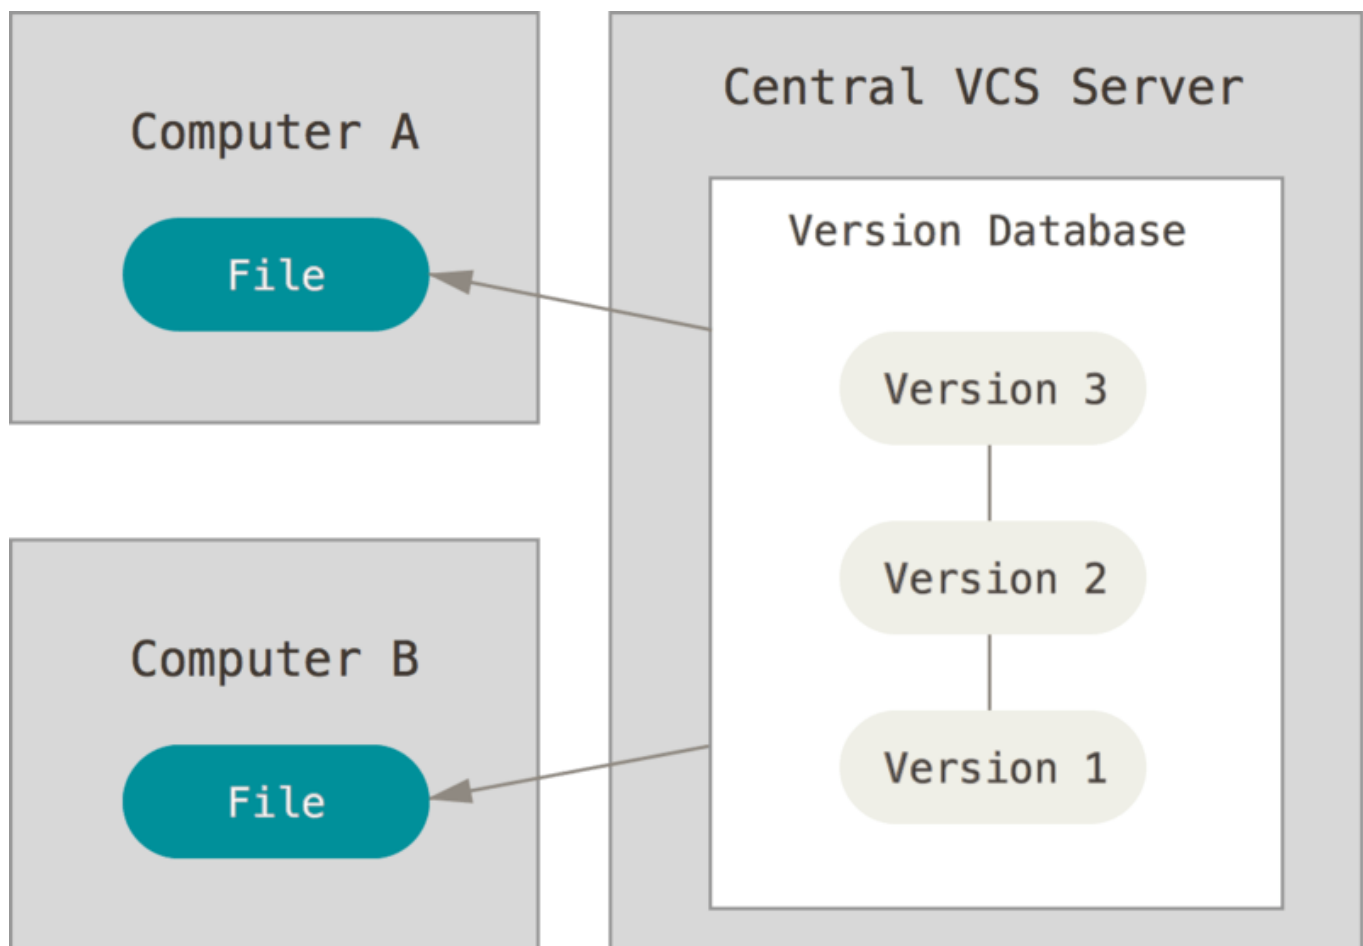 Computer A
File
Computer B
File
Central VCS Server
Version Database
Version 3
Version 2
Version 1